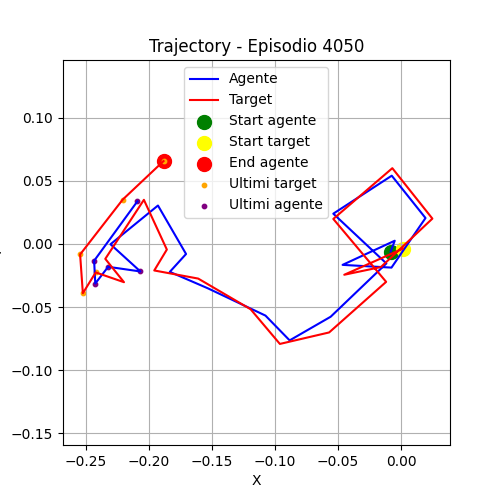 Trajectory - Episodio 4050
Agente
Target
Start agente
Start target
End agente
Ultimi target
Ultimi agente
0.10
0.05
0.00
−0.05
−0.10
−0.15
−0.25
−0.20
−0.15
−0.10
−0.05
0.00
X